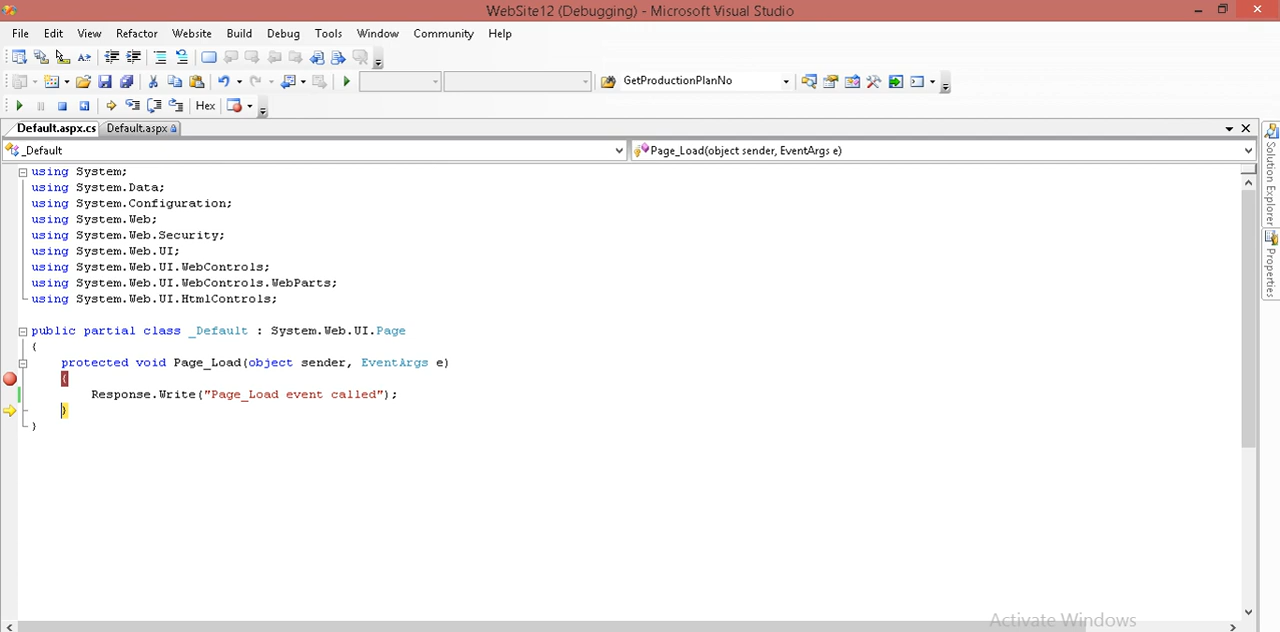 WebSite12 (Debugging) - Microsoft Visual Studio
File Edit View Refactor Website Build Debug Tools Window Community Help
GetProductionPlanNo
Hex
Default.aspx.cs Default.aspx
_Default Page_Load(object sender, EventArgs e)
using System;
using System.Data;
using System.Configuration;
using System.Web;
using System.Web.Security;
using System.Web.UI;
using System.Web.UI.WebControls;
using System.Web.UI.WebControls.WebParts;
using System.Web.UI.HtmlControls;
public partial class _Default : System.Web.UI.Page
{
protected void Page_Load(object sender, EventArgs e)
{
Response.Write("Page_Load event called");
}
}
Solution Explorer
Properties
Activate Windows